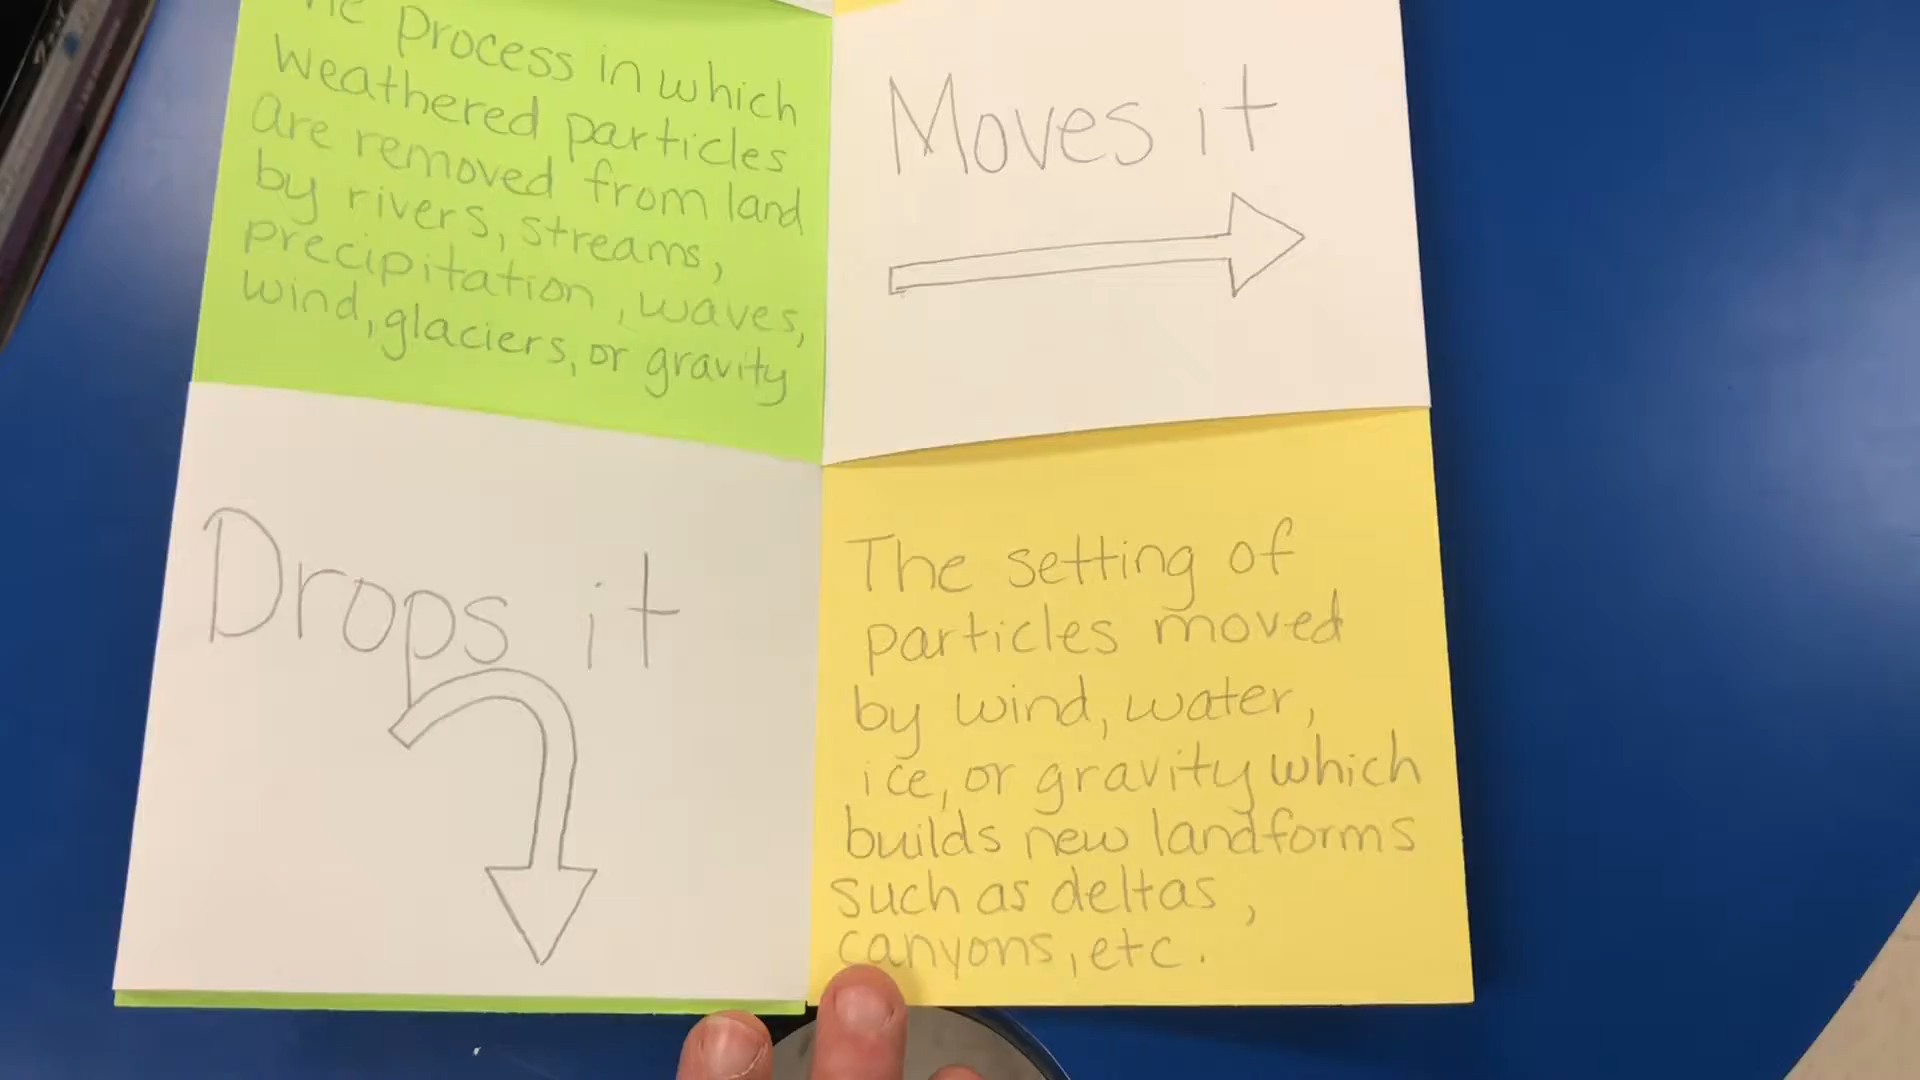 process in which
weathered particles
are removed from land
by rivers, streams,
precipitation, waves,
wind, glaciers, or gravity
Moves it
Drops it
The setting of
particles moved
by wind, water,
ice, or gravity which
builds new landforms
such as deltas,
canyons, etc.